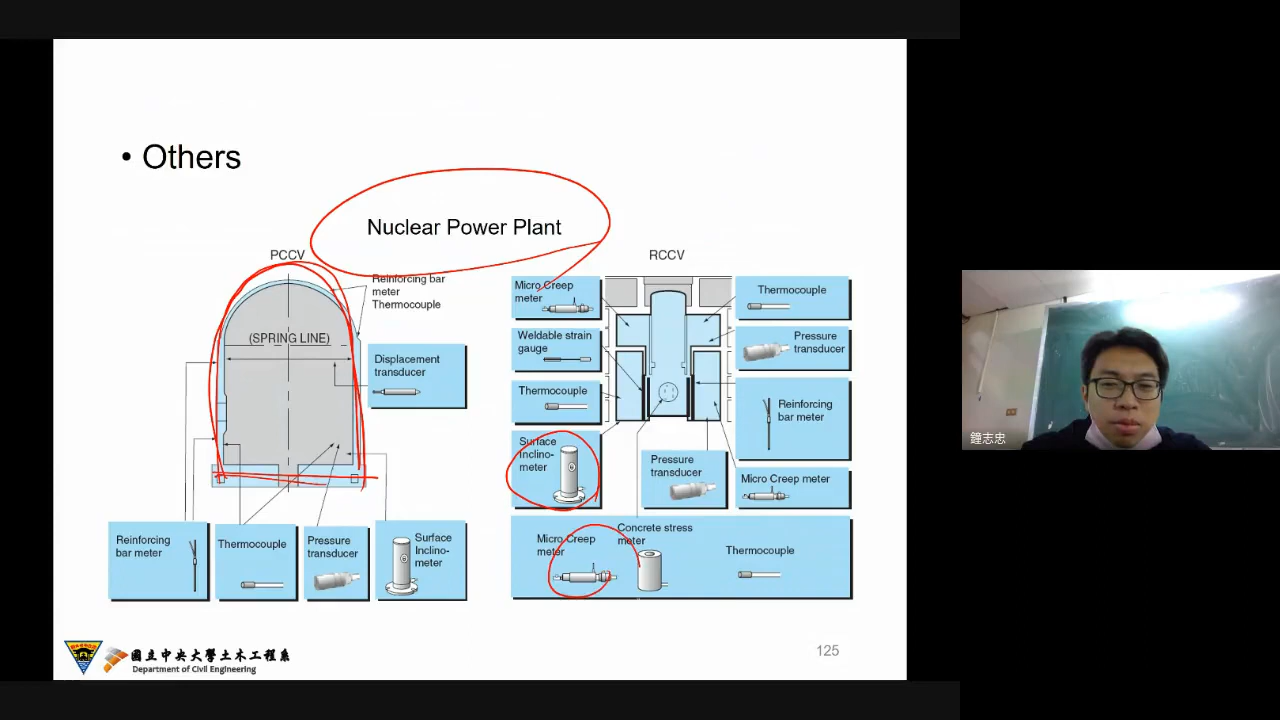 • Others
Nuclear Power Plant
PCCV
Reinforcing bar
meter
Thermocouple
(SPRING LINE)
Displacement
transducer
Reinforcing
bar meter
Thermocouple
Pressure
transducer
Surface
Inclino-
meter
RCCV
Micro Creep
meter
Weldable strain
gauge
Thermocouple
Surface
Inclino-
meter
Thermocouple
Pressure
transducer
Reinforcing
bar meter
Pressure
transducer
Micro Creep meter
Micro Creep
meter
Concrete stress
meter
Thermocouple
國立中央大學土木工程系
Department of Civil Engineering
125
鐘志忠